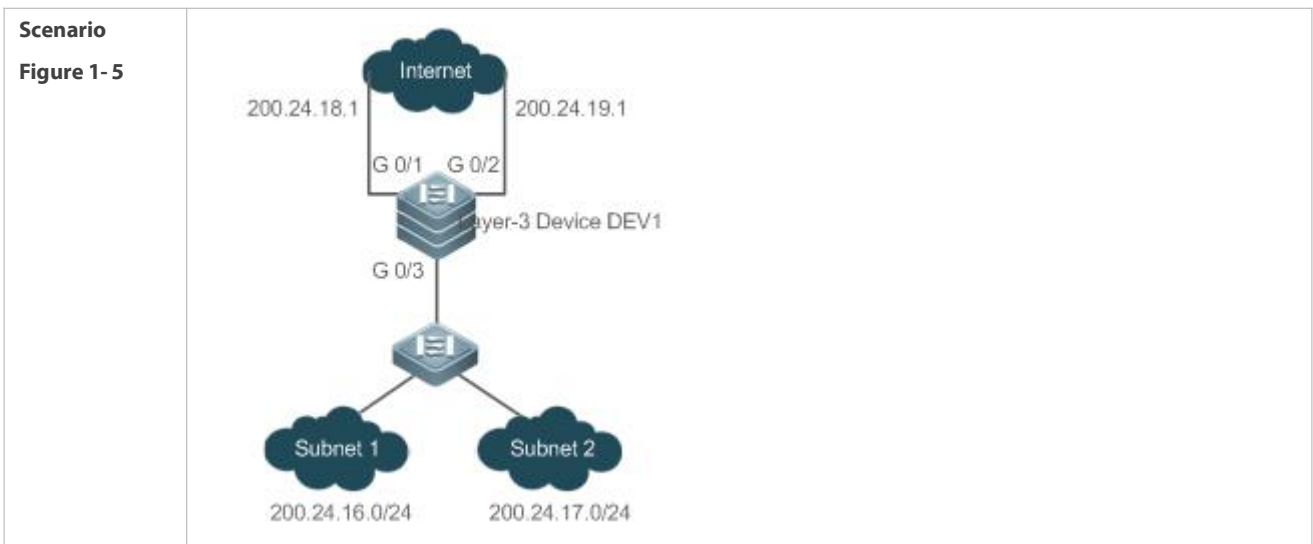 Scenario
Figure 1- 5
Internet
200.24.18.1
200.24.19.1
G 0/1 G 0/2
ayer-3 Device DEV1
G 0/3
Subnet 1
Subnet 2
200.24.16.0/24
200.24.17.0/24